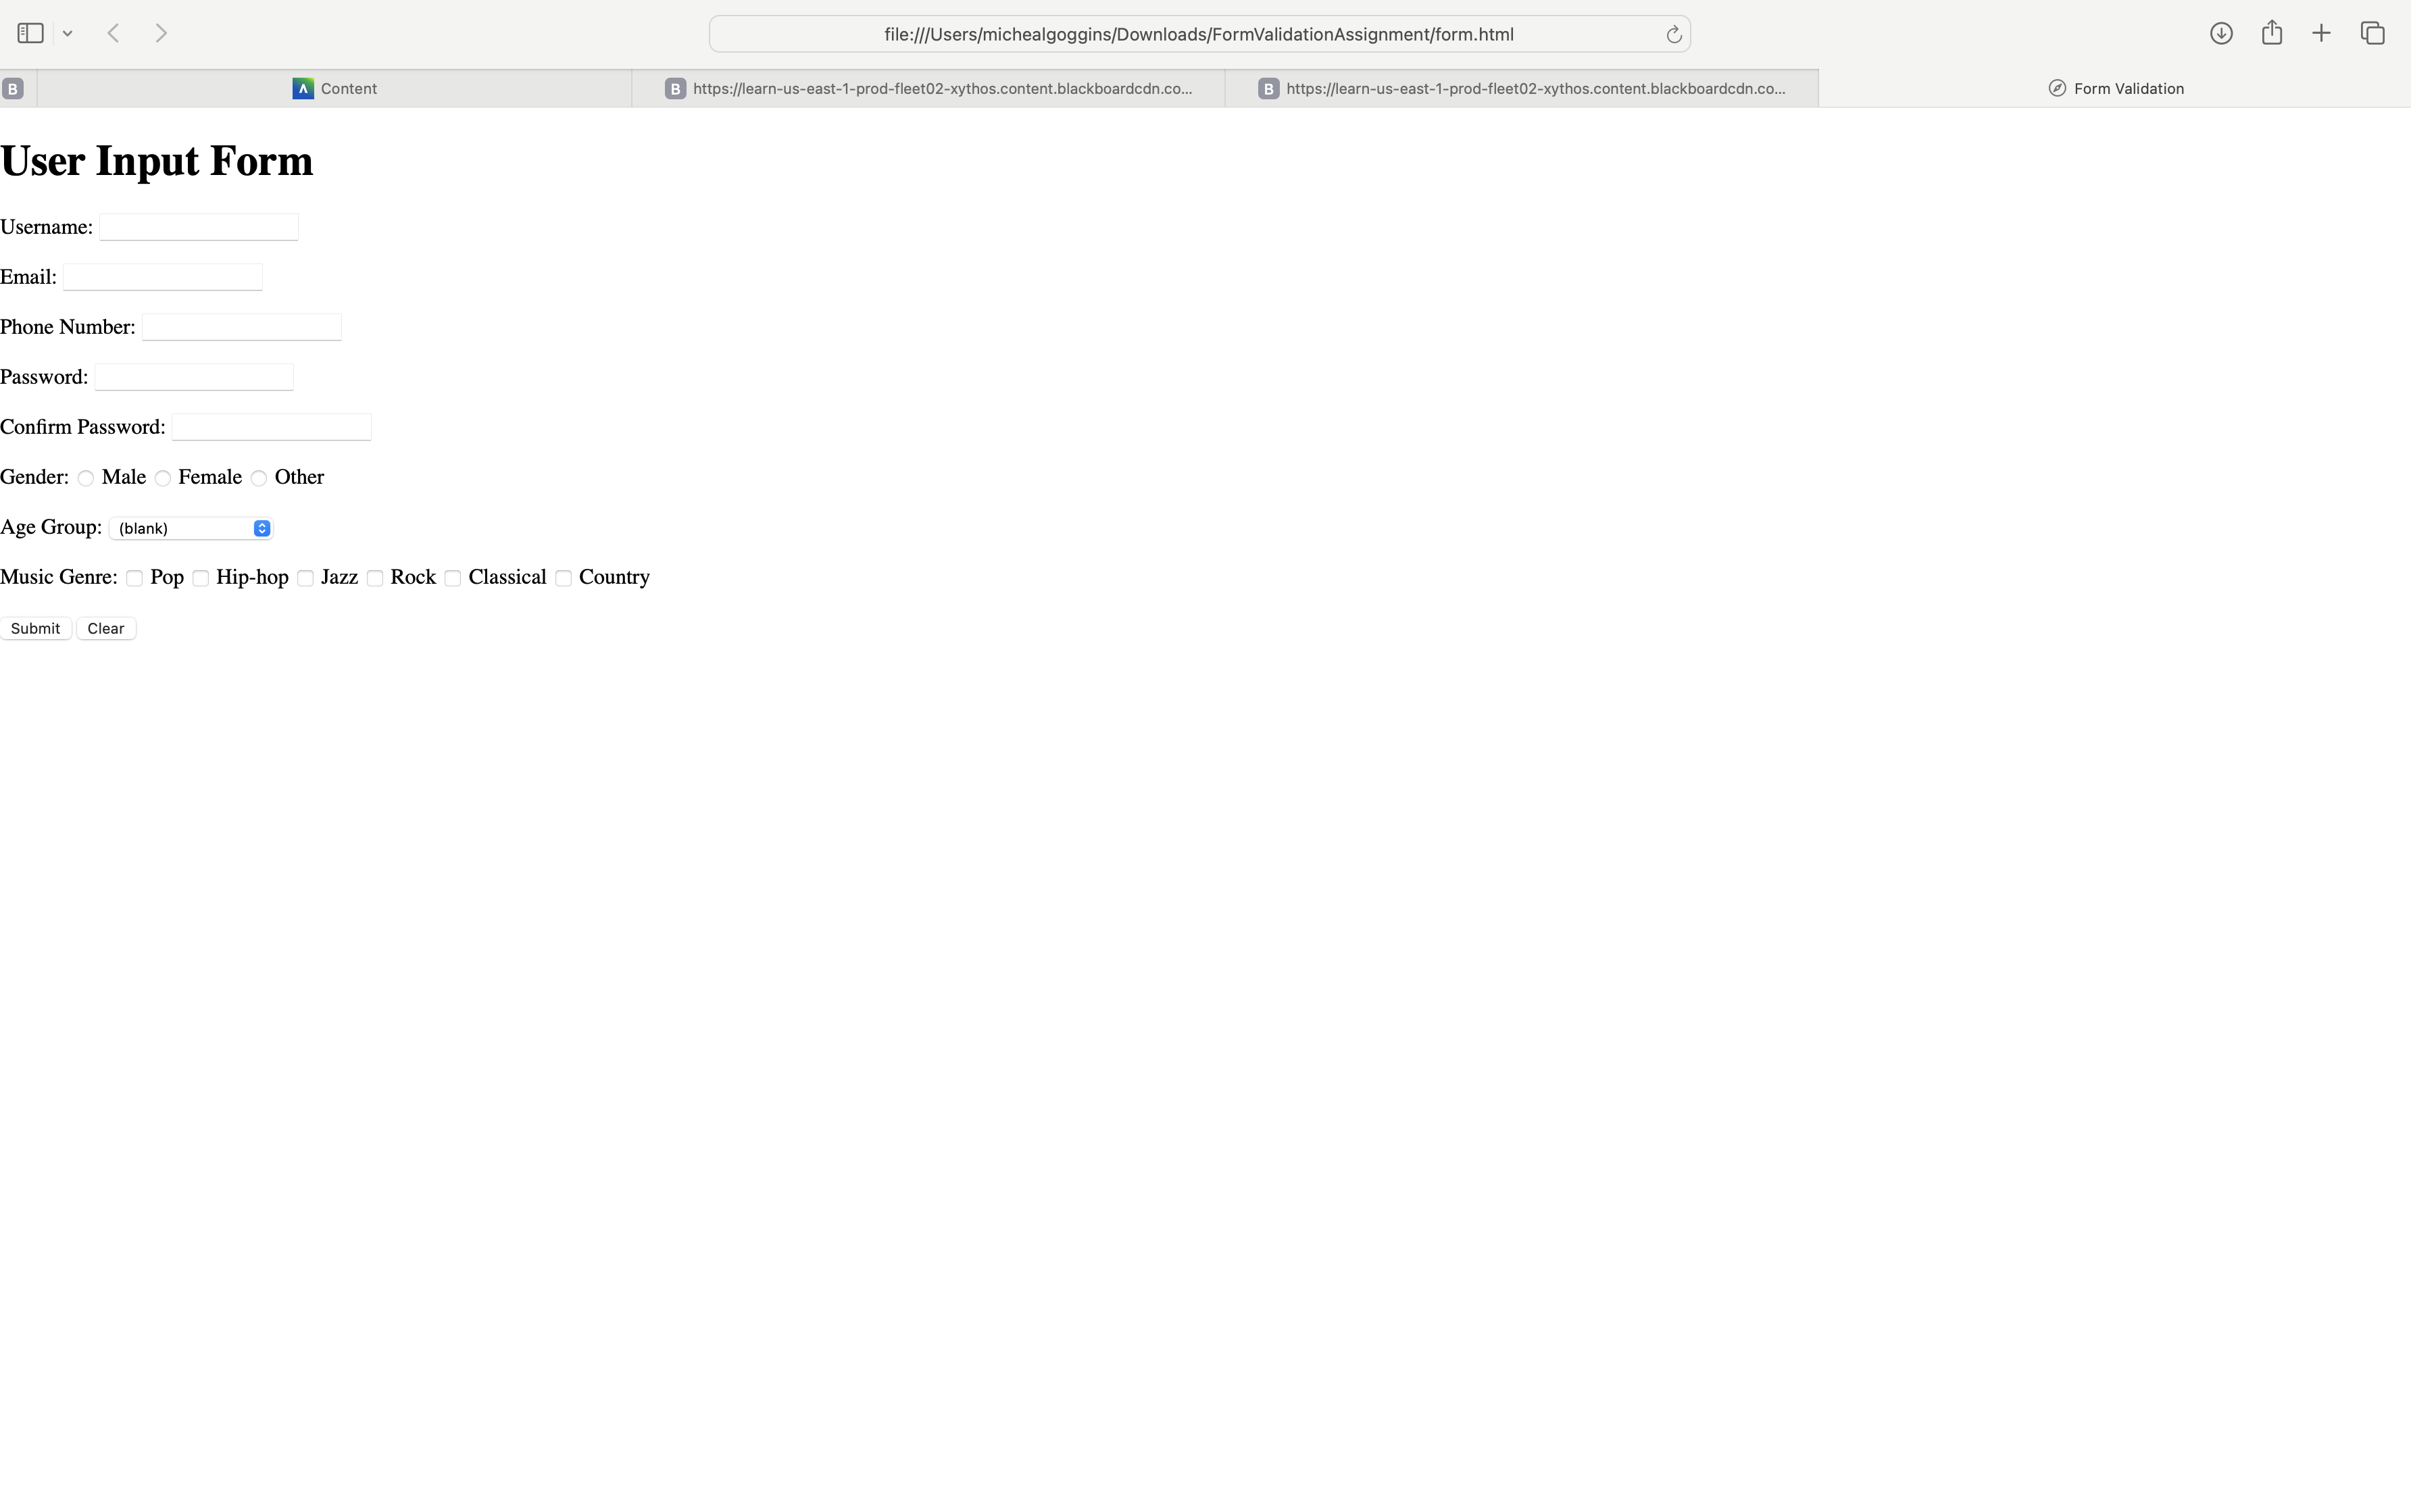 file:///Users/michealgoggins/Downloads/FormValidationAssignment/form.html
B
Content
B https://learn-us-east-1-prod-fleet02-xythos.content.blackboardcdn.co...
B https://learn-us-east-1-prod-fleet02-xythos.content.blackboardcdn.co...
Form Validation
User Input Form
Username:
Email:
Phone Number:
Password:
Confirm Password:
Gender: Male Female Other
Age Group: (blank)
Music Genre: Pop Hip-hop Jazz Rock Classical Country
Submit Clear